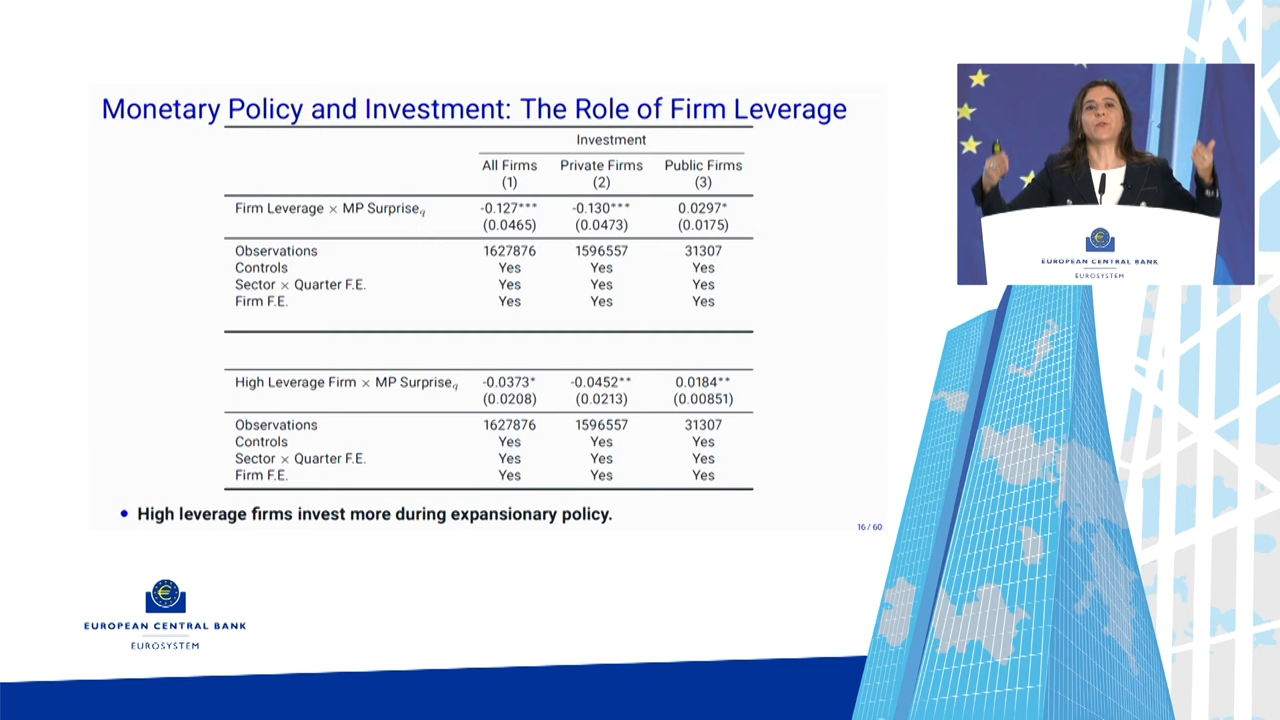 Monetary Policy and Investment: The Role of Firm Leverage
Investment
All Firms Private Firms Public Firms
(1) (2) (3)
Firm Leverage × MP Surprise_q -0.127*** -0.130*** 0.0297*
(0.0465) (0.0473) (0.0175)
Observations 1627876 1596557 31307
Controls Yes Yes Yes
Sector × Quarter F.E. Yes Yes Yes
Firm F.E. Yes Yes Yes
High Leverage Firm × MP Surprise_q -0.0373* -0.0452** 0.0184**
(0.0208) (0.0213) (0.00851)
Observations 1627876 1596557 31307
Controls Yes Yes Yes
Sector × Quarter F.E. Yes Yes Yes
Firm F.E. Yes Yes Yes
• High leverage firms invest more during expansionary policy.
16 / 60
€
EUROPEAN CENTRAL BANK
EUROSYSTEM
€
EUROPEAN CENTRAL BANK
EUROSYSTEM